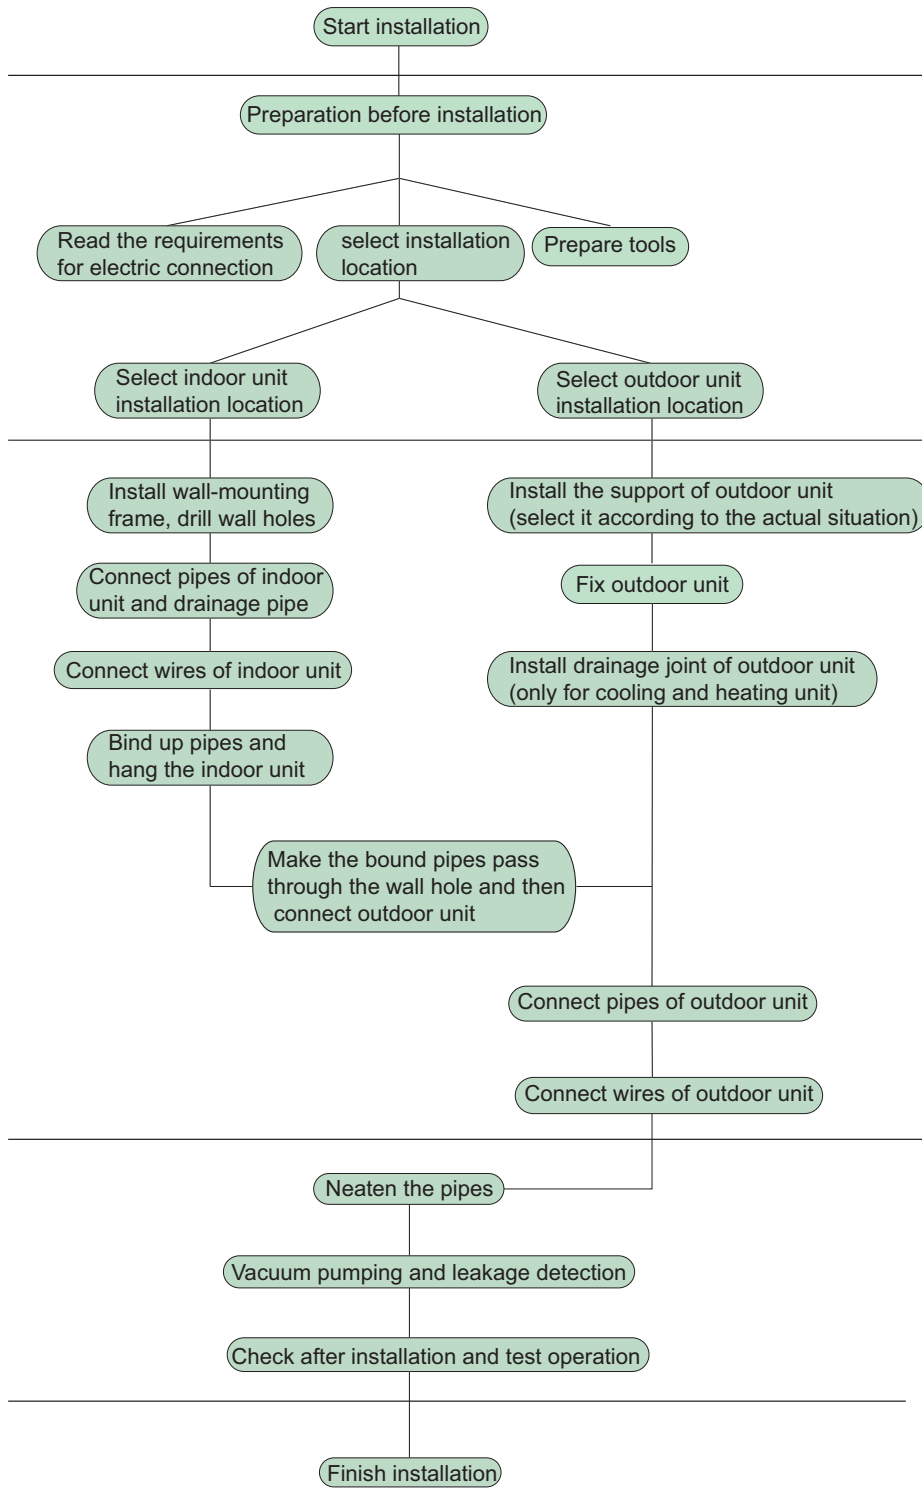 Start installation
Preparation before installation
Read the requirements
for electric connection
select installation
location
Prepare tools
Select indoor unit
installation location
Select outdoor unit
installation location
Install wall-mounting
frame, drill wall holes
Install the support of outdoor unit
(select it according to the actual situation)
Connect pipes of indoor
unit and drainage pipe
Fix outdoor unit
Connect wires of indoor unit
Install drainage joint of outdoor unit
(only for cooling and heating unit)
Bind up pipes and
hang the indoor unit
Make the bound pipes pass
through the wall hole and then
connect outdoor unit
Connect pipes of outdoor unit
Connect wires of outdoor unit
Neaten the pipes
Vacuum pumping and leakage detection
Check after installation and test operation
Finish installation